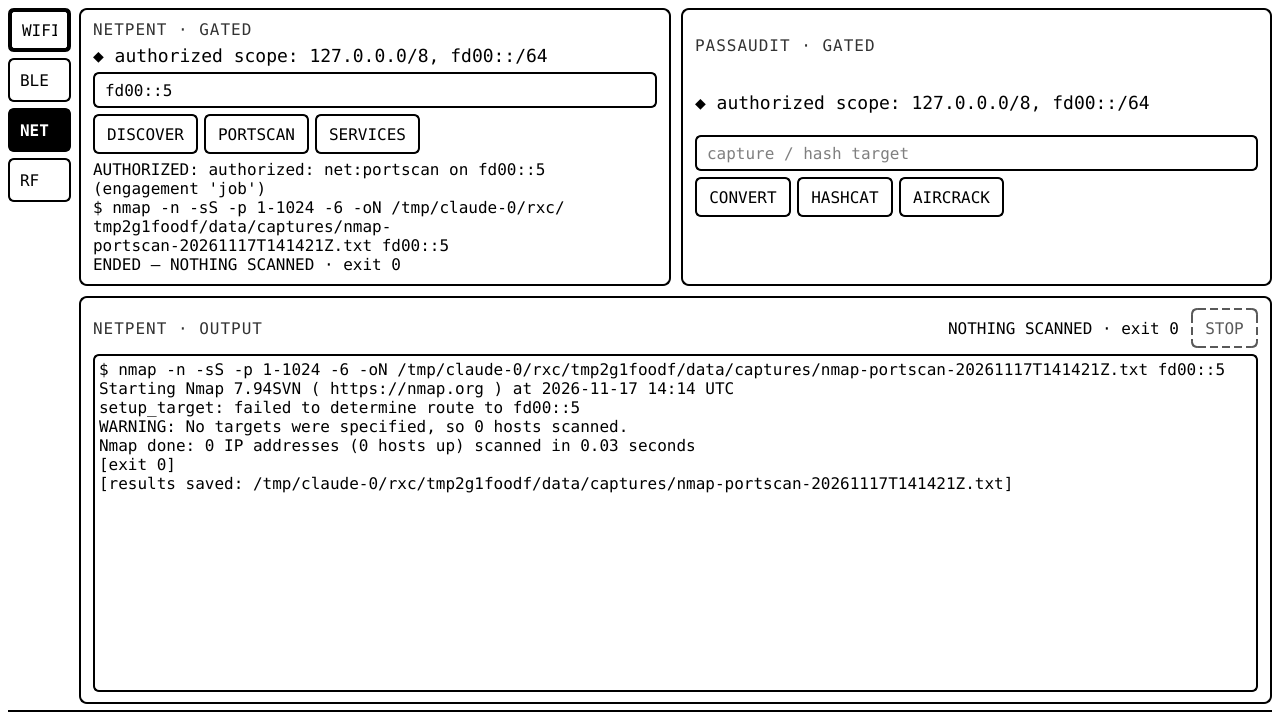 WIFI
BLE
NET
RF
NETPENT · GATED
◆ authorized scope: 127.0.0.0/8, fd00::/64
fd00::5
DISCOVER PORTSCAN SERVICES
AUTHORIZED: authorized: net:portscan on fd00::5
(engagement 'job')
$ nmap -n -sS -p 1-1024 -6 -oN /tmp/claude-0/rxc/
tmp2g1foodf/data/captures/nmap-
portscan-20261117T141421Z.txt fd00::5
ENDED — NOTHING SCANNED · exit 0
PASSAUDIT · GATED
◆ authorized scope: 127.0.0.0/8, fd00::/64
capture / hash target
CONVERT HASHCAT AIRCRACK
NETPENT · OUTPUT
NOTHING SCANNED · exit 0 STOP
$ nmap -n -sS -p 1-1024 -6 -oN /tmp/claude-0/rxc/tmp2g1foodf/data/captures/nmap-portscan-20261117T141421Z.txt fd00::5
Starting Nmap 7.94SVN ( https://nmap.org ) at 2026-11-17 14:14 UTC
setup_target: failed to determine route to fd00::5
WARNING: No targets were specified, so 0 hosts scanned.
Nmap done: 0 IP addresses (0 hosts up) scanned in 0.03 seconds
[exit 0]
[results saved: /tmp/claude-0/rxc/tmp2g1foodf/data/captures/nmap-portscan-20261117T141421Z.txt]